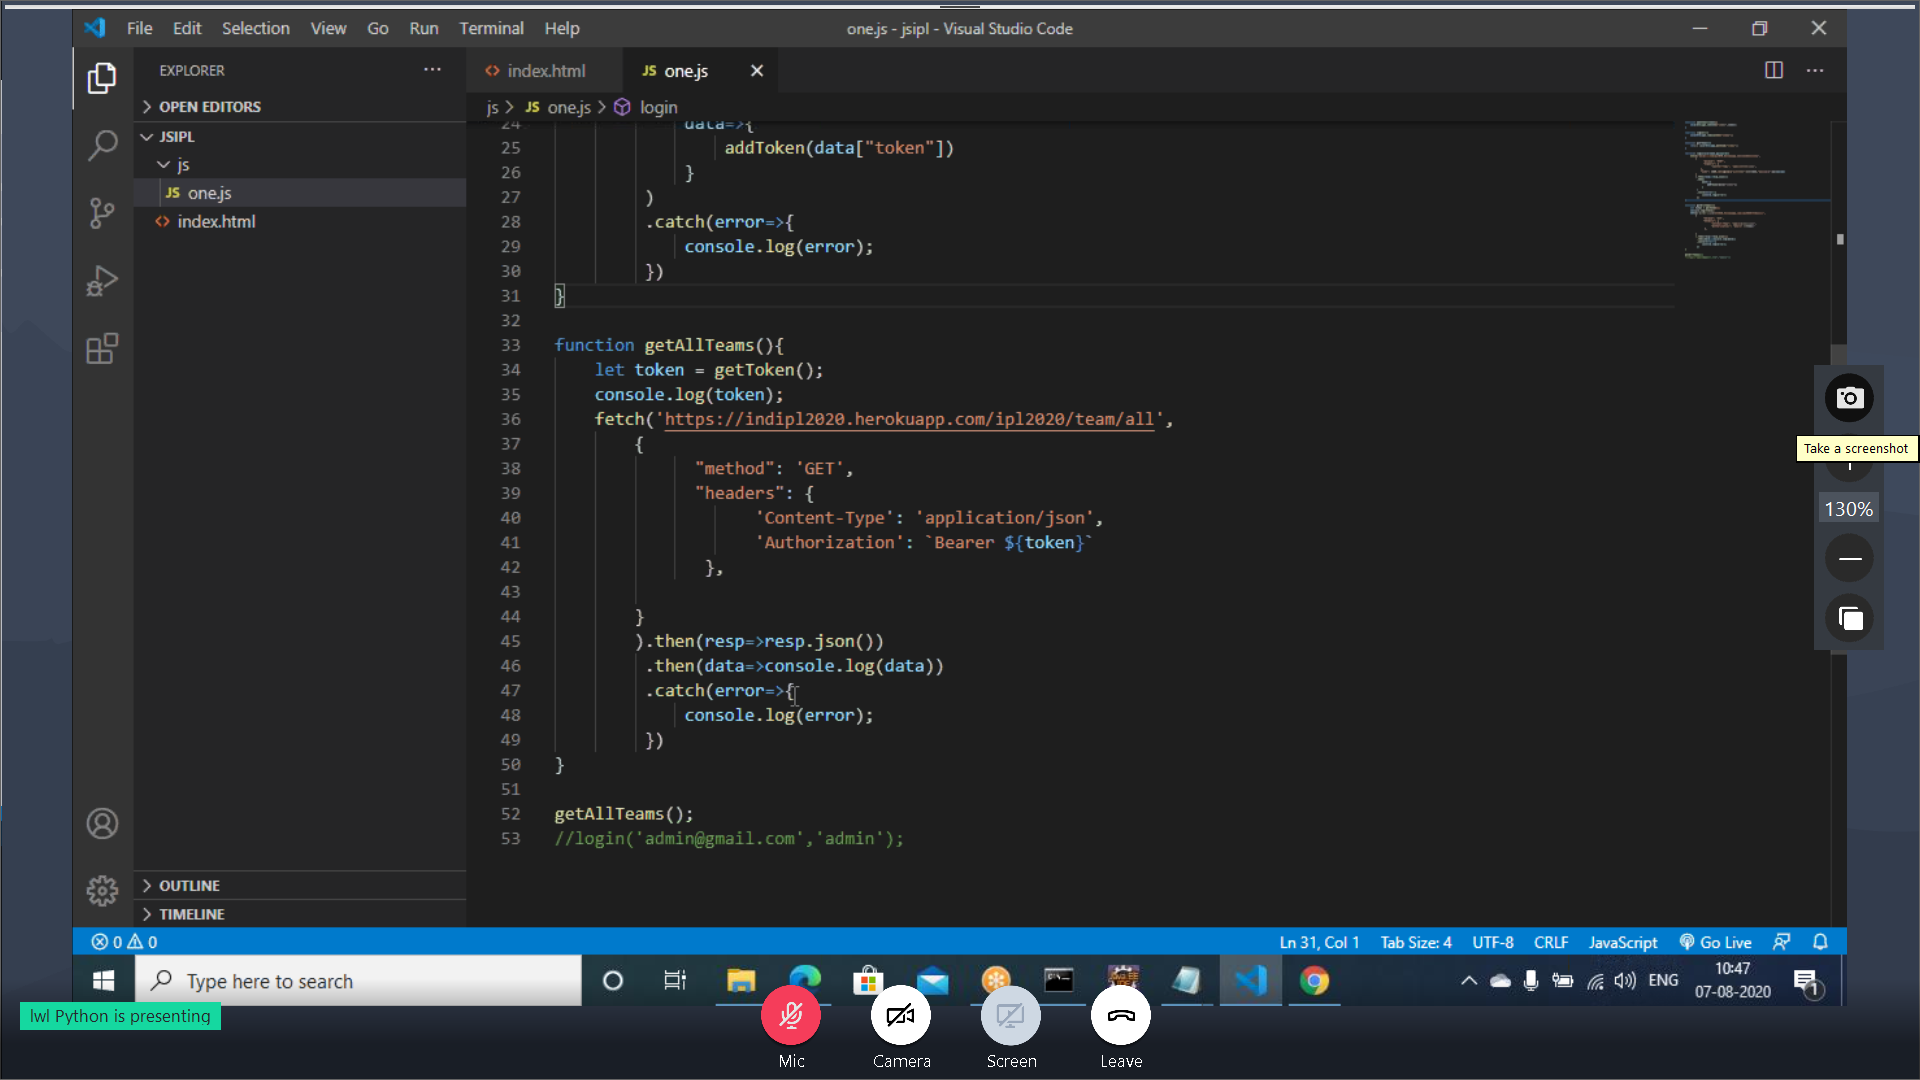 File Edit Selection View Go Run Terminal Help
one.js - jsipl - Visual Studio Code
EXPLORER
OPEN EDITORS
JSIPL
js
JS one.js
index.html
index.html
JS one.js
js > JS one.js > login
24 data=>{
25 addToken(data["token"])
26 }
27 )
28 .catch(error=>{
29 console.log(error);
30 })
31 }
32
33 function getAllTeams(){
34 let token = getToken();
35 console.log(token);
36 fetch('https://indipl2020.herokuapp.com/ipl2020/team/all',
37 {
38 "method": 'GET',
39 "headers": {
40 'Content-Type': 'application/json',
41 'Authorization': `Bearer ${token}`
42 },
43
44 }
45 ).then(resp=>resp.json())
46 .then(data=>console.log(data))
47 .catch(error=>{
48 console.log(error);
49 })
50 }
51
52 getAllTeams();
53 //login('admin@gmail.com','admin');
Take a screenshot
130%
OUTLINE
TIMELINE
0 0
Ln 31, Col 1 Tab Size: 4 UTF-8 CRLF JavaScript Go Live
Type here to search
ENG
10:47
07-08-2020
1
lwl Python is presenting
Mic Camera Screen Leave